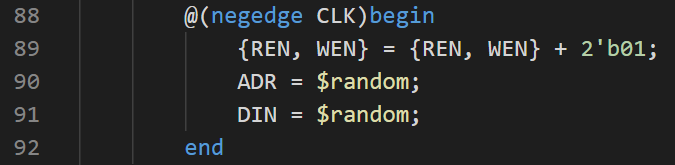 88 @(negedge CLK)begin
89 {REN, WEN} = {REN, WEN} + 2'b01;
90 ADR = $random;
91 DIN = $random;
92 end